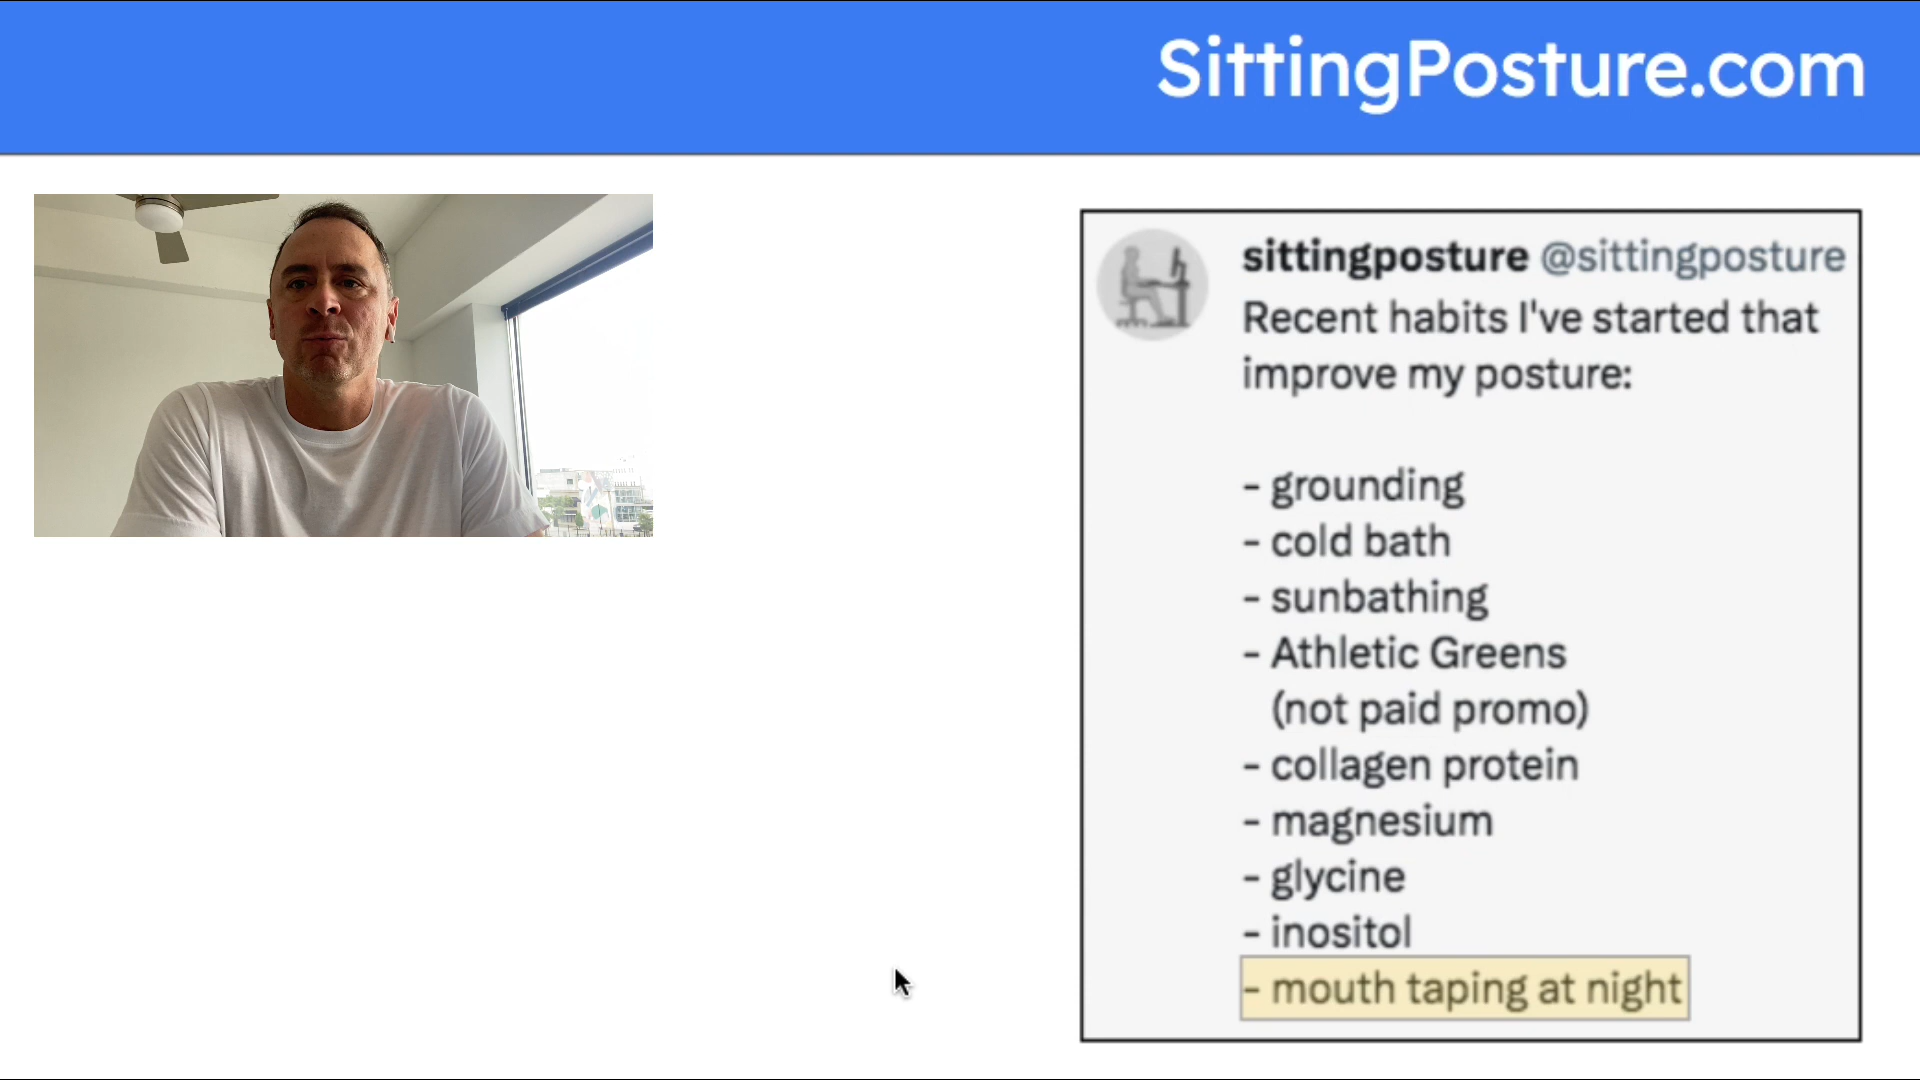 SittingPosture.com
sittingposture @sittingposture
Recent habits I've started that
improve my posture:
- grounding
- cold bath
- sunbathing
- Athletic Greens
(not paid promo)
- collagen protein
- magnesium
- glycine
- inositol
- mouth taping at night